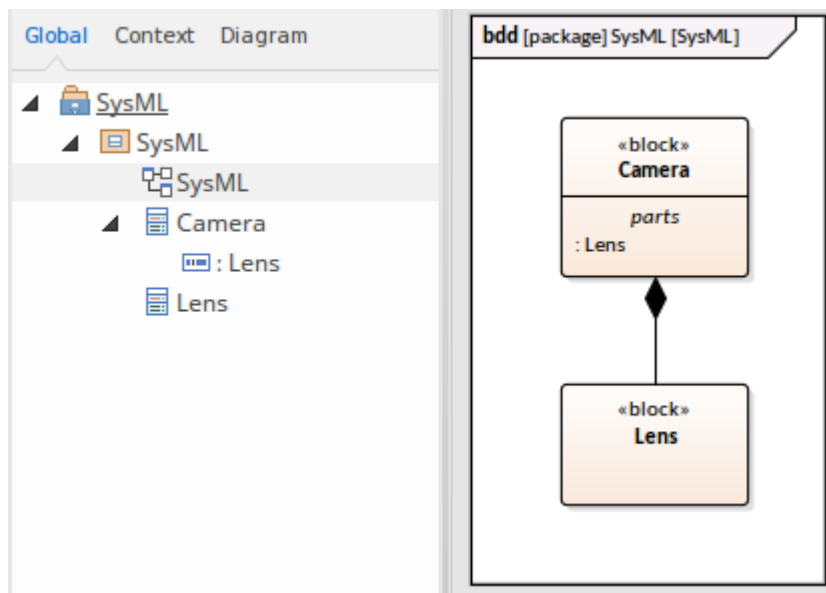 Global Context Diagram
SysML
SysML
SysML
Camera
: Lens
Lens
bdd [package] SysML [SysML]
«block»
Camera
parts
: Lens
«block»
Lens